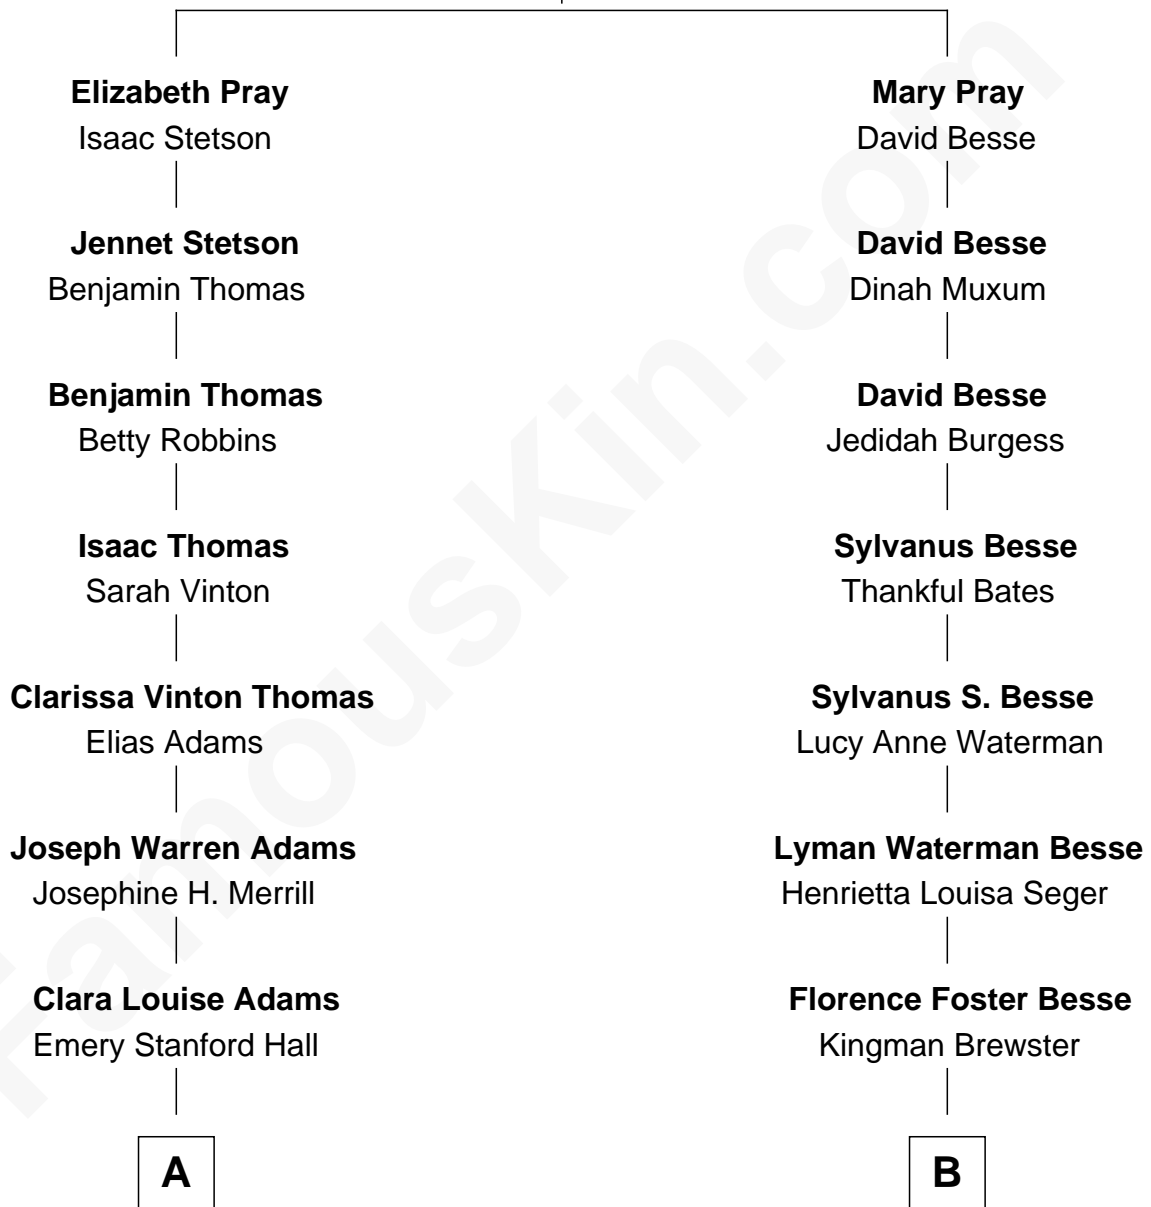 Elizabeth Pray
Isaac Stetson
Mary Pray
David Besse
Jennet Stetson
Benjamin Thomas
David Besse
Dinah Muxum
Benjamin Thomas
Betty Robbins
David Besse
Jedidah Burgess
Isaac Thomas
Sarah Vinton
Sylvanus Besse
Thankful Bates
Clarissa Vinton Thomas
Elias Adams
Sylvanus S. Besse
Lucy Anne Waterman
Joseph Warren Adams
Josephine H. Merrill
Lyman Waterman Besse
Henrietta Louisa Seger
Clara Louise Adams
Emery Stanford Hall
Florence Foster Besse
Kingman Brewster
A
B
FamousKin.com